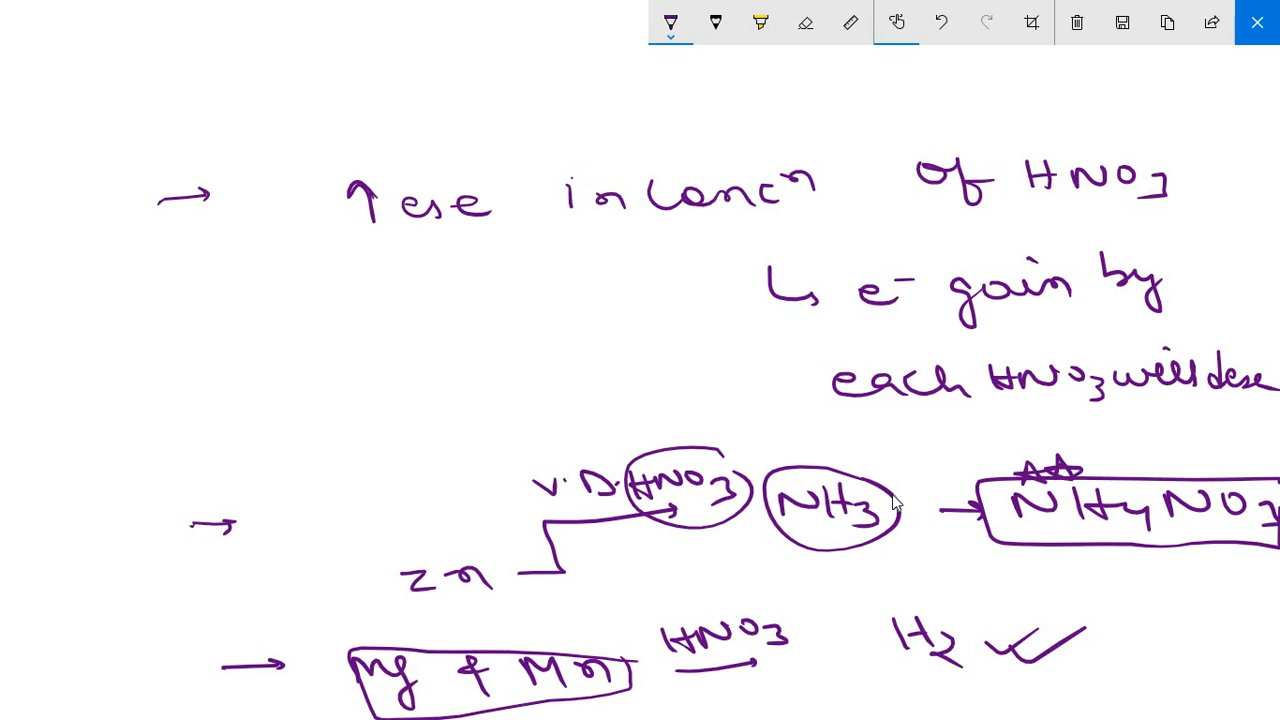 → ↑ese in concⁿ of HNO3
↳ e⁻ gain by
each HNO3 will dese
V.D. HNO3 NH3 → NH4NO3
→ Zn
→ Mg & Mn HNO3 → H2 ✓